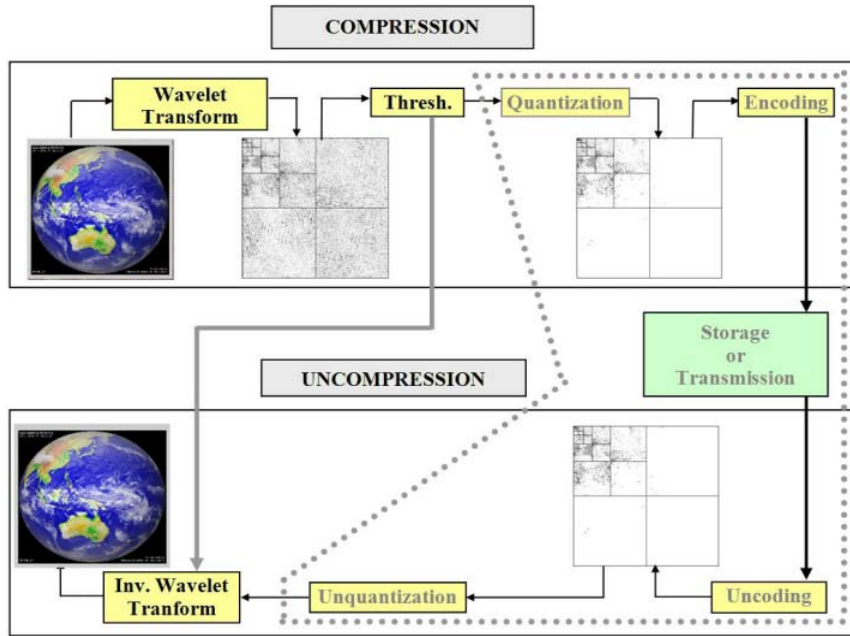 COMPRESSION
Wavelet
Transform
Thresh.
Quantization
Encoding
Storage
or
Transmission
UNCOMPRESSION
Inv. Wavelet
Tranform
Unquantization
Uncoding